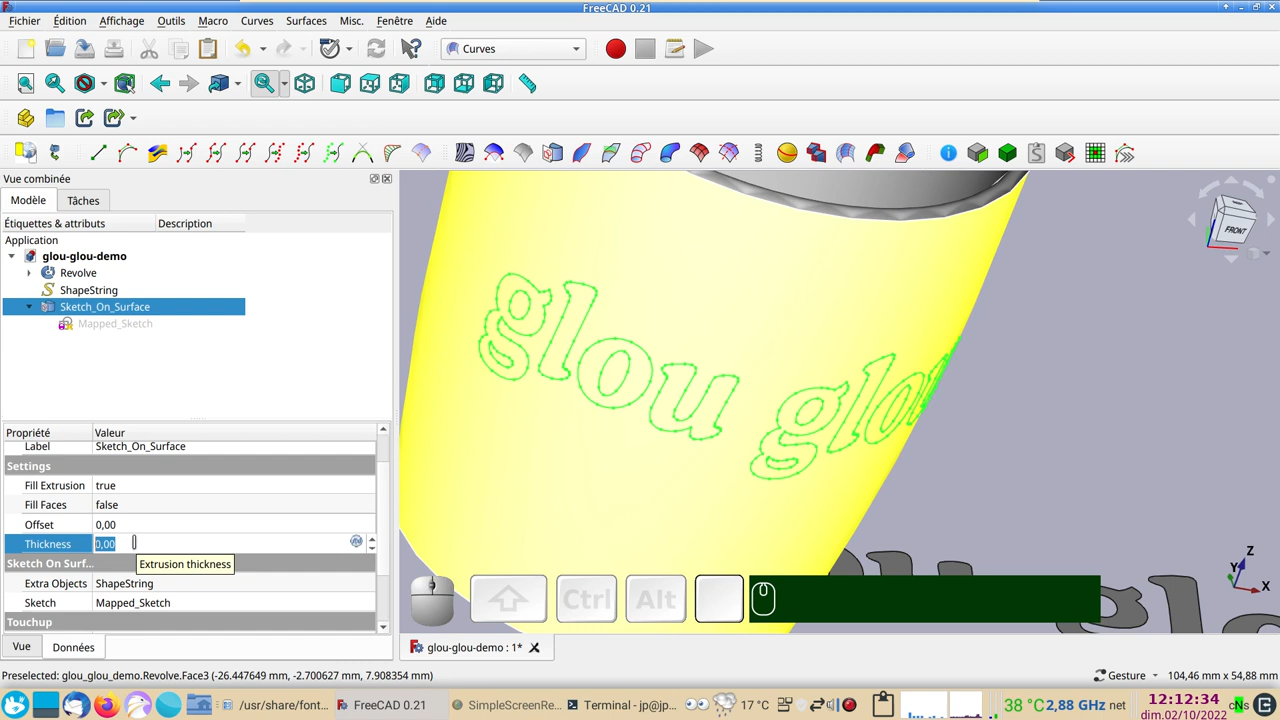 FreeCAD 0.21
Fichier Édition Affichage Outils Macro Curves Surfaces Misc. Fenêtre Aide
Curves
Vue combinée
Modèle Tâches
Étiquettes & attributs Description
Application
glou-glou-demo
Revolve
ShapeString
Sketch_On_Surface
Mapped_Sketch
Propriété Valeur
Label Sketch_On_Surface
Settings
Fill Extrusion true
Fill Faces false
Offset 0,00
Thickness 0,00
Extrusion thickness
Sketch On Surf...
Extra Objects ShapeString
Sketch Mapped_Sketch
Touchup
Vue Données
glou glou
FRONT
Z
Y
X
Ctrl Alt
glou-glou-demo : 1*
Preselected: glou_glou_demo.Revolve.Face3 (-26.447649 mm, -2.700627 mm, 7.908354 mm)
Gesture 104,46 mm x 54,88 mm
/usr/share/font... FreeCAD 0.21 SimpleScreenRe... Terminal - jp@jp... 17 °C 38 °C 2,88 GHz net 12:12:34
dim.02/10/2022